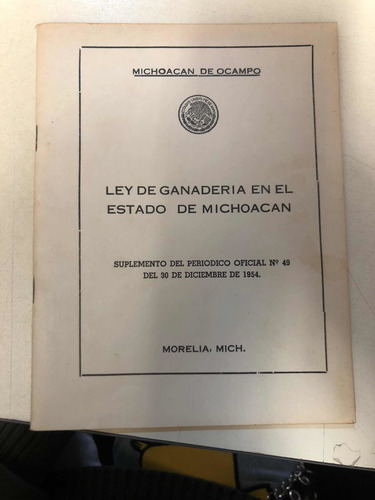 MICHOACAN DE OCAMPO
LEY DE GANADERIA EN EL
ESTADO DE MICHOACAN
SUPLEMENTO DEL PERIODICO OFICIAL Nº 49
DEL 30 DE DICIEMBRE DE 1954.
MORELIA, MICH.